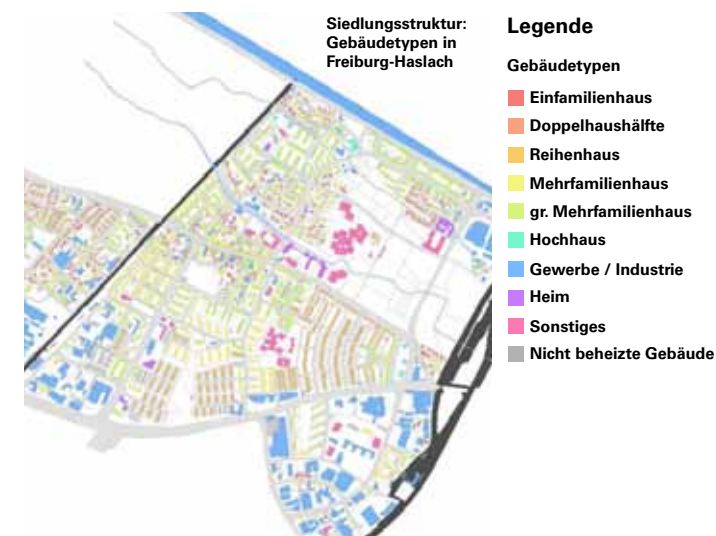 Siedlungsstruktur:
Gebäudetypen in
Freiburg-Haslach
Legende
Gebäudetypen
Einfamilienhaus
Doppelhaushälfte
Reihenhaus
Mehrfamilienhaus
gr. Mehrfamilienhaus
Hochhaus
Gewerbe / Industrie
Heim
Sonstiges
Nicht beheizte Gebäude